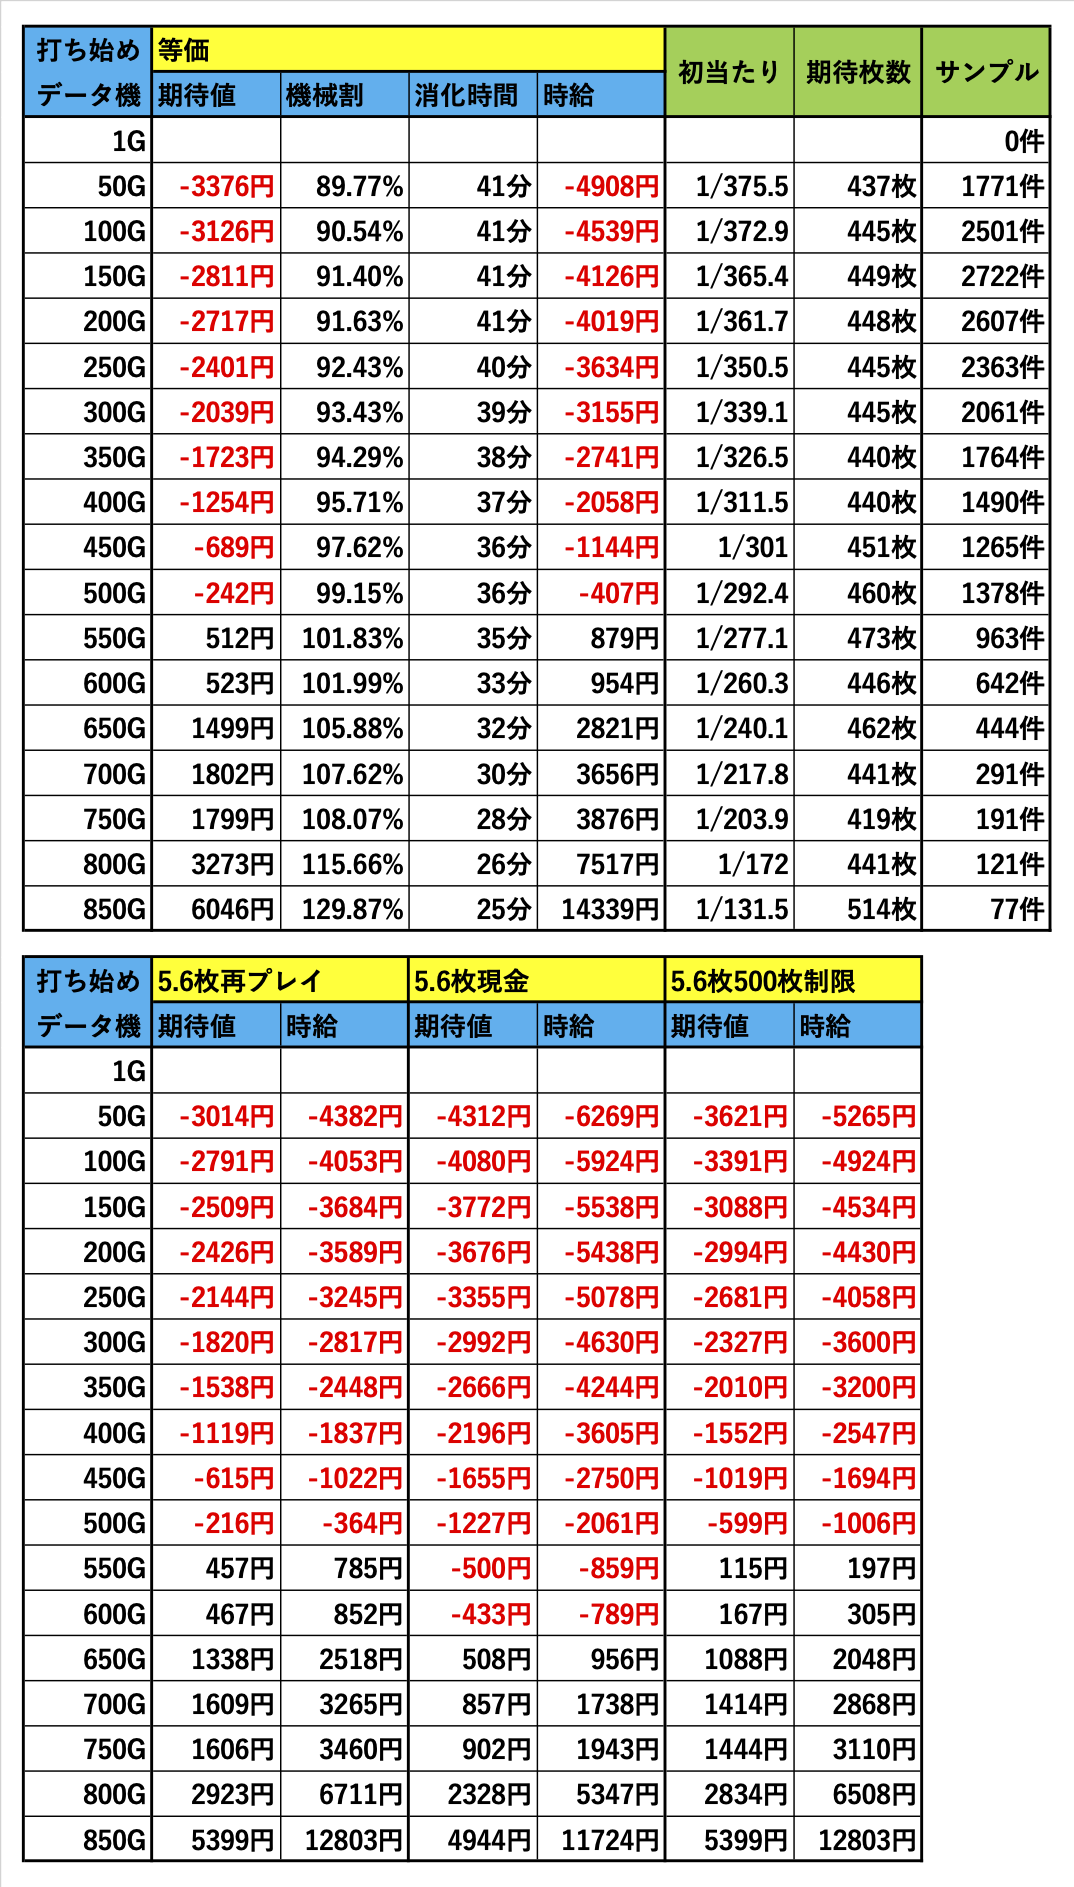 打ち始め 等価 初当たり 期待枚数 サンプル
データ機 期待値 機械割 消化時間 時給
1G 0件
50G -3376円 89.77% 41分 -4908円 1/375.5 437枚 1771件
100G -3126円 90.54% 41分 -4539円 1/372.9 445枚 2501件
150G -2811円 91.40% 41分 -4126円 1/365.4 449枚 2722件
200G -2717円 91.63% 41分 -4019円 1/361.7 448枚 2607件
250G -2401円 92.43% 40分 -3634円 1/350.5 445枚 2363件
300G -2039円 93.43% 39分 -3155円 1/339.1 445枚 2061件
350G -1723円 94.29% 38分 -2741円 1/326.5 440枚 1764件
400G -1254円 95.71% 37分 -2058円 1/311.5 440枚 1490件
450G -689円 97.62% 36分 -1144円 1/301 451枚 1265件
500G -242円 99.15% 36分 -407円 1/292.4 460枚 1378件
550G 512円 101.83% 35分 879円 1/277.1 473枚 963件
600G 523円 101.99% 33分 954円 1/260.3 446枚 642件
650G 1499円 105.88% 32分 2821円 1/240.1 462枚 444件
700G 1802円 107.62% 30分 3656円 1/217.8 441枚 291件
750G 1799円 108.07% 28分 3876円 1/203.9 419枚 191件
800G 3273円 115.66% 26分 7517円 1/172 441枚 121件
850G 6046円 129.87% 25分 14339円 1/131.5 514枚 77件
打ち始め 5.6枚再プレイ 5.6枚現金 5.6枚500枚制限
データ機 期待値 時給 期待値 時給 期待値 時給
1G
50G -3014円 -4382円 -4312円 -6269円 -3621円 -5265円
100G -2791円 -4053円 -4080円 -5924円 -3391円 -4924円
150G -2509円 -3684円 -3772円 -5538円 -3088円 -4534円
200G -2426円 -3589円 -3676円 -5438円 -2994円 -4430円
250G -2144円 -3245円 -3355円 -5078円 -2681円 -4058円
300G -1820円 -2817円 -2992円 -4630円 -2327円 -3600円
350G -1538円 -2448円 -2666円 -4244円 -2010円 -3200円
400G -1119円 -1837円 -2196円 -3605円 -1552円 -2547円
450G -615円 -1022円 -1655円 -2750円 -1019円 -1694円
500G -216円 -364円 -1227円 -2061円 -599円 -1006円
550G 457円 785円 -500円 -859円 115円 197円
600G 467円 852円 -433円 -789円 167円 305円
650G 1338円 2518円 508円 956円 1088円 2048円
700G 1609円 3265円 857円 1738円 1414円 2868円
750G 1606円 3460円 902円 1943円 1444円 3110円
800G 2923円 6711円 2328円 5347円 2834円 6508円
850G 5399円 12803円 4944円 11724円 5399円 12803円